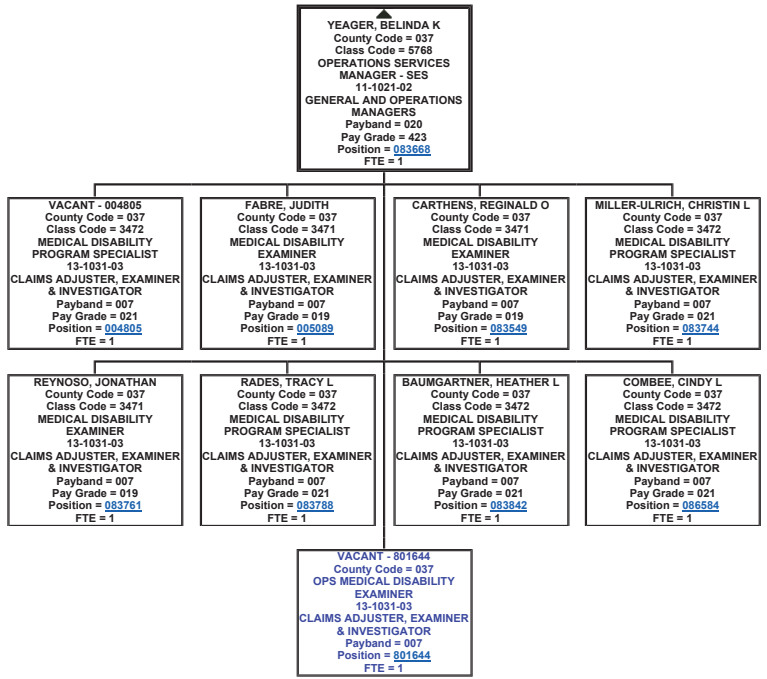 YEAGER, BELINDA K
County Code = 037
Class Code = 5768
OPERATIONS SERVICES
MANAGER - SES
11-1021-02
GENERAL AND OPERATIONS
MANAGERS
Payband = 020
Pay Grade = 423
Position = 083668
FTE = 1
VACANT - 004805
County Code = 037
Class Code = 3472
MEDICAL DISABILITY
PROGRAM SPECIALIST
13-1031-03
CLAIMS ADJUSTER, EXAMINER
& INVESTIGATOR
Payband = 007
Pay Grade = 021
Position = 004805
FTE = 1
FABRE, JUDITH
County Code = 037
Class Code = 3471
MEDICAL DISABILITY
EXAMINER
13-1031-03
CLAIMS ADJUSTER, EXAMINER
& INVESTIGATOR
Payband = 007
Pay Grade = 019
Position = 005089
FTE = 1
CARTHENS, REGINALD O
County Code = 037
Class Code = 3471
MEDICAL DISABILITY
EXAMINER
13-1031-03
CLAIMS ADJUSTER, EXAMINER
& INVESTIGATOR
Payband = 007
Pay Grade = 019
Position = 083549
FTE = 1
MILLER-ULRICH, CHRISTIN L
County Code = 037
Class Code = 3472
MEDICAL DISABILITY
PROGRAM SPECIALIST
13-1031-03
CLAIMS ADJUSTER, EXAMINER
& INVESTIGATOR
Payband = 007
Pay Grade = 021
Position = 083744
FTE = 1
REYNOSO, JONATHAN
County Code = 037
Class Code = 3471
MEDICAL DISABILITY
EXAMINER
13-1031-03
CLAIMS ADJUSTER, EXAMINER
& INVESTIGATOR
Payband = 007
Pay Grade = 019
Position = 083761
FTE = 1
RADES, TRACY L
County Code = 037
Class Code = 3472
MEDICAL DISABILITY
PROGRAM SPECIALIST
13-1031-03
CLAIMS ADJUSTER, EXAMINER
& INVESTIGATOR
Payband = 007
Pay Grade = 021
Position = 083788
FTE = 1
BAUMGARTNER, HEATHER L
County Code = 037
Class Code = 3472
MEDICAL DISABILITY
PROGRAM SPECIALIST
13-1031-03
CLAIMS ADJUSTER, EXAMINER
& INVESTIGATOR
Payband = 007
Pay Grade = 021
Position = 083842
FTE = 1
COMBEE, CINDY L
County Code = 037
Class Code = 3472
MEDICAL DISABILITY
PROGRAM SPECIALIST
13-1031-03
CLAIMS ADJUSTER, EXAMINER
& INVESTIGATOR
Payband = 007
Pay Grade = 021
Position = 086584
FTE = 1
VACANT - 801644
County Code = 037
OPS MEDICAL DISABILITY
EXAMINER
13-1031-03
CLAIMS ADJUSTER, EXAMINER
& INVESTIGATOR
Payband = 007
Position = 801644
FTE = 1